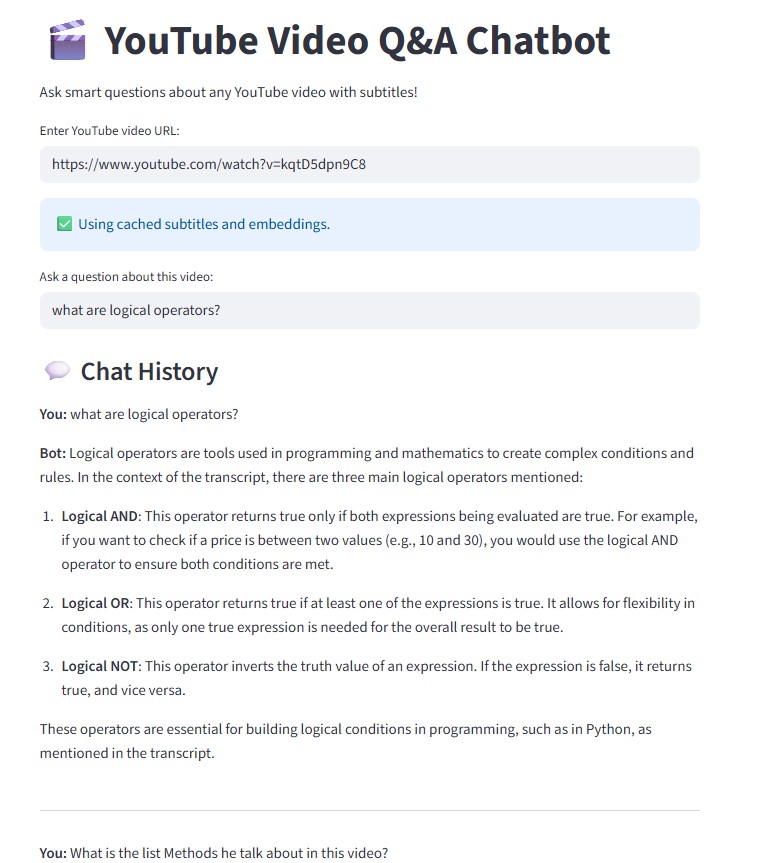 YouTube Video Q&A Chatbot
Ask smart questions about any YouTube video with subtitles!
Enter YouTube video URL:
https://www.youtube.com/watch?v=kqtD5dpn9C8
Using cached subtitles and embeddings.
Ask a question about this video:
what are logical operators?
Chat History
You: what are logical operators?
Bot: Logical operators are tools used in programming and mathematics to create complex conditions and
rules. In the context of the transcript, there are three main logical operators mentioned:
1. Logical AND: This operator returns true only if both expressions being evaluated are true. For example,
if you want to check if a price is between two values (e.g., 10 and 30), you would use the logical AND
operator to ensure both conditions are met.
2. Logical OR: This operator returns true if at least one of the expressions is true. It allows for flexibility in
conditions, as only one true expression is needed for the overall result to be true.
3. Logical NOT: This operator inverts the truth value of an expression. If the expression is false, it returns
true, and vice versa.
These operators are essential for building logical conditions in programming, such as in Python, as
mentioned in the transcript.
You: What is the list Methods he talk about in this video?